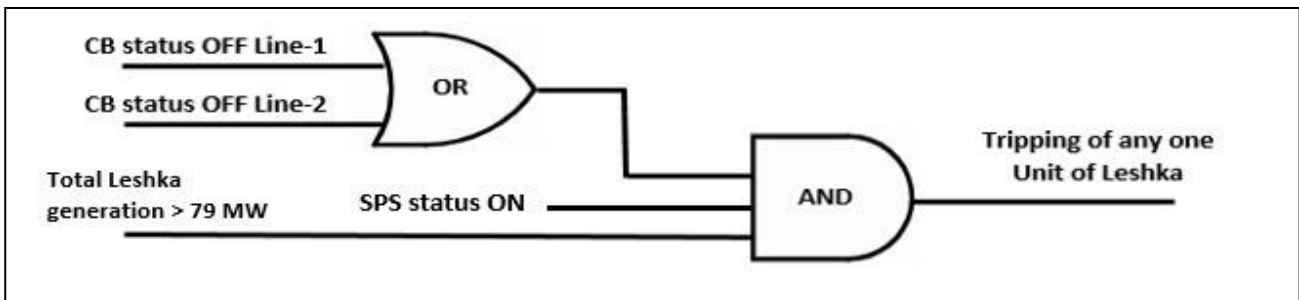 CB status OFF Line-1
OR
CB status OFF Line-2
Total Leshka
generation > 79 MW
SPS status ON
AND
Tripping of any one
Unit of Leshka